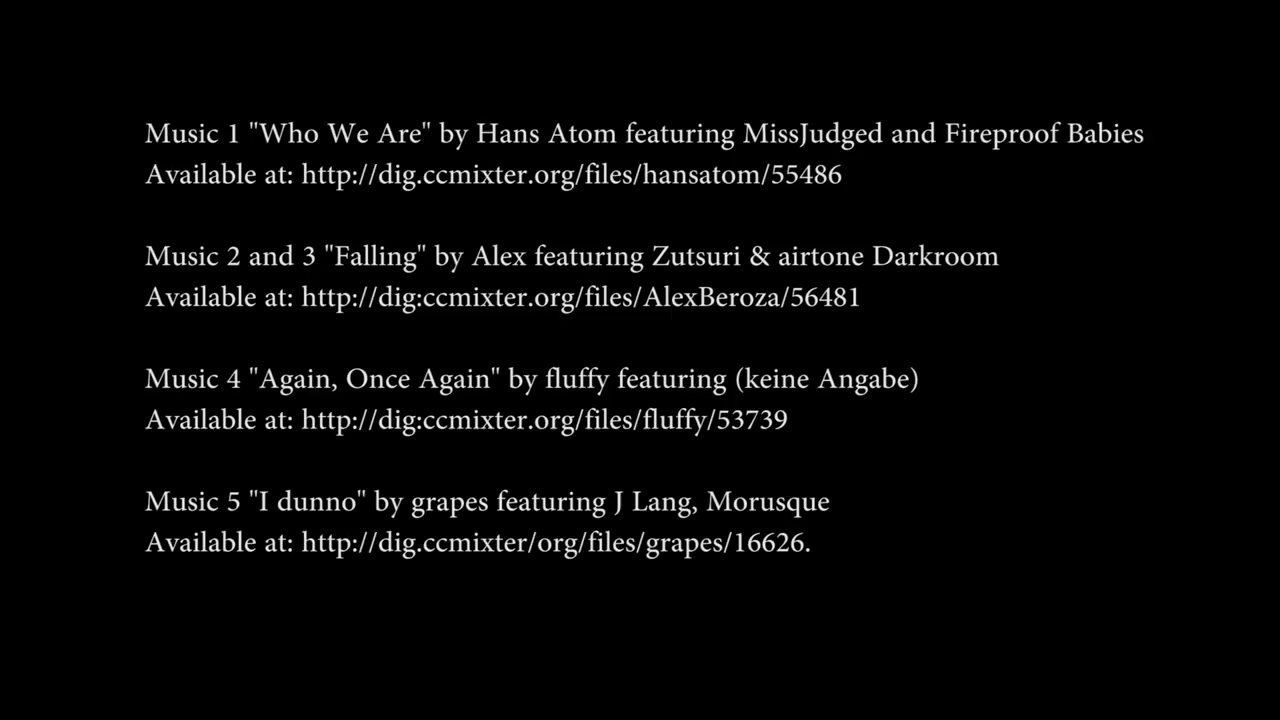 Music 1 "Who We Are" by Hans Atom featuring MissJudged and Fireproof Babies
Available at: http://dig.ccmixter.org/files/hansatom/55486
Music 2 and 3 "Falling" by Alex featuring Zutsuri & airtone Darkroom
Available at: http://dig:ccmixter.org/files/AlexBeroza/56481
Music 4 "Again, Once Again" by fluffy featuring (keine Angabe)
Available at: http://dig:ccmixter.org/files/fluffy/53739
Music 5 "I dunno" by grapes featuring J Lang, Morusque
Available at: http://dig.ccmixter/org/files/grapes/16626.